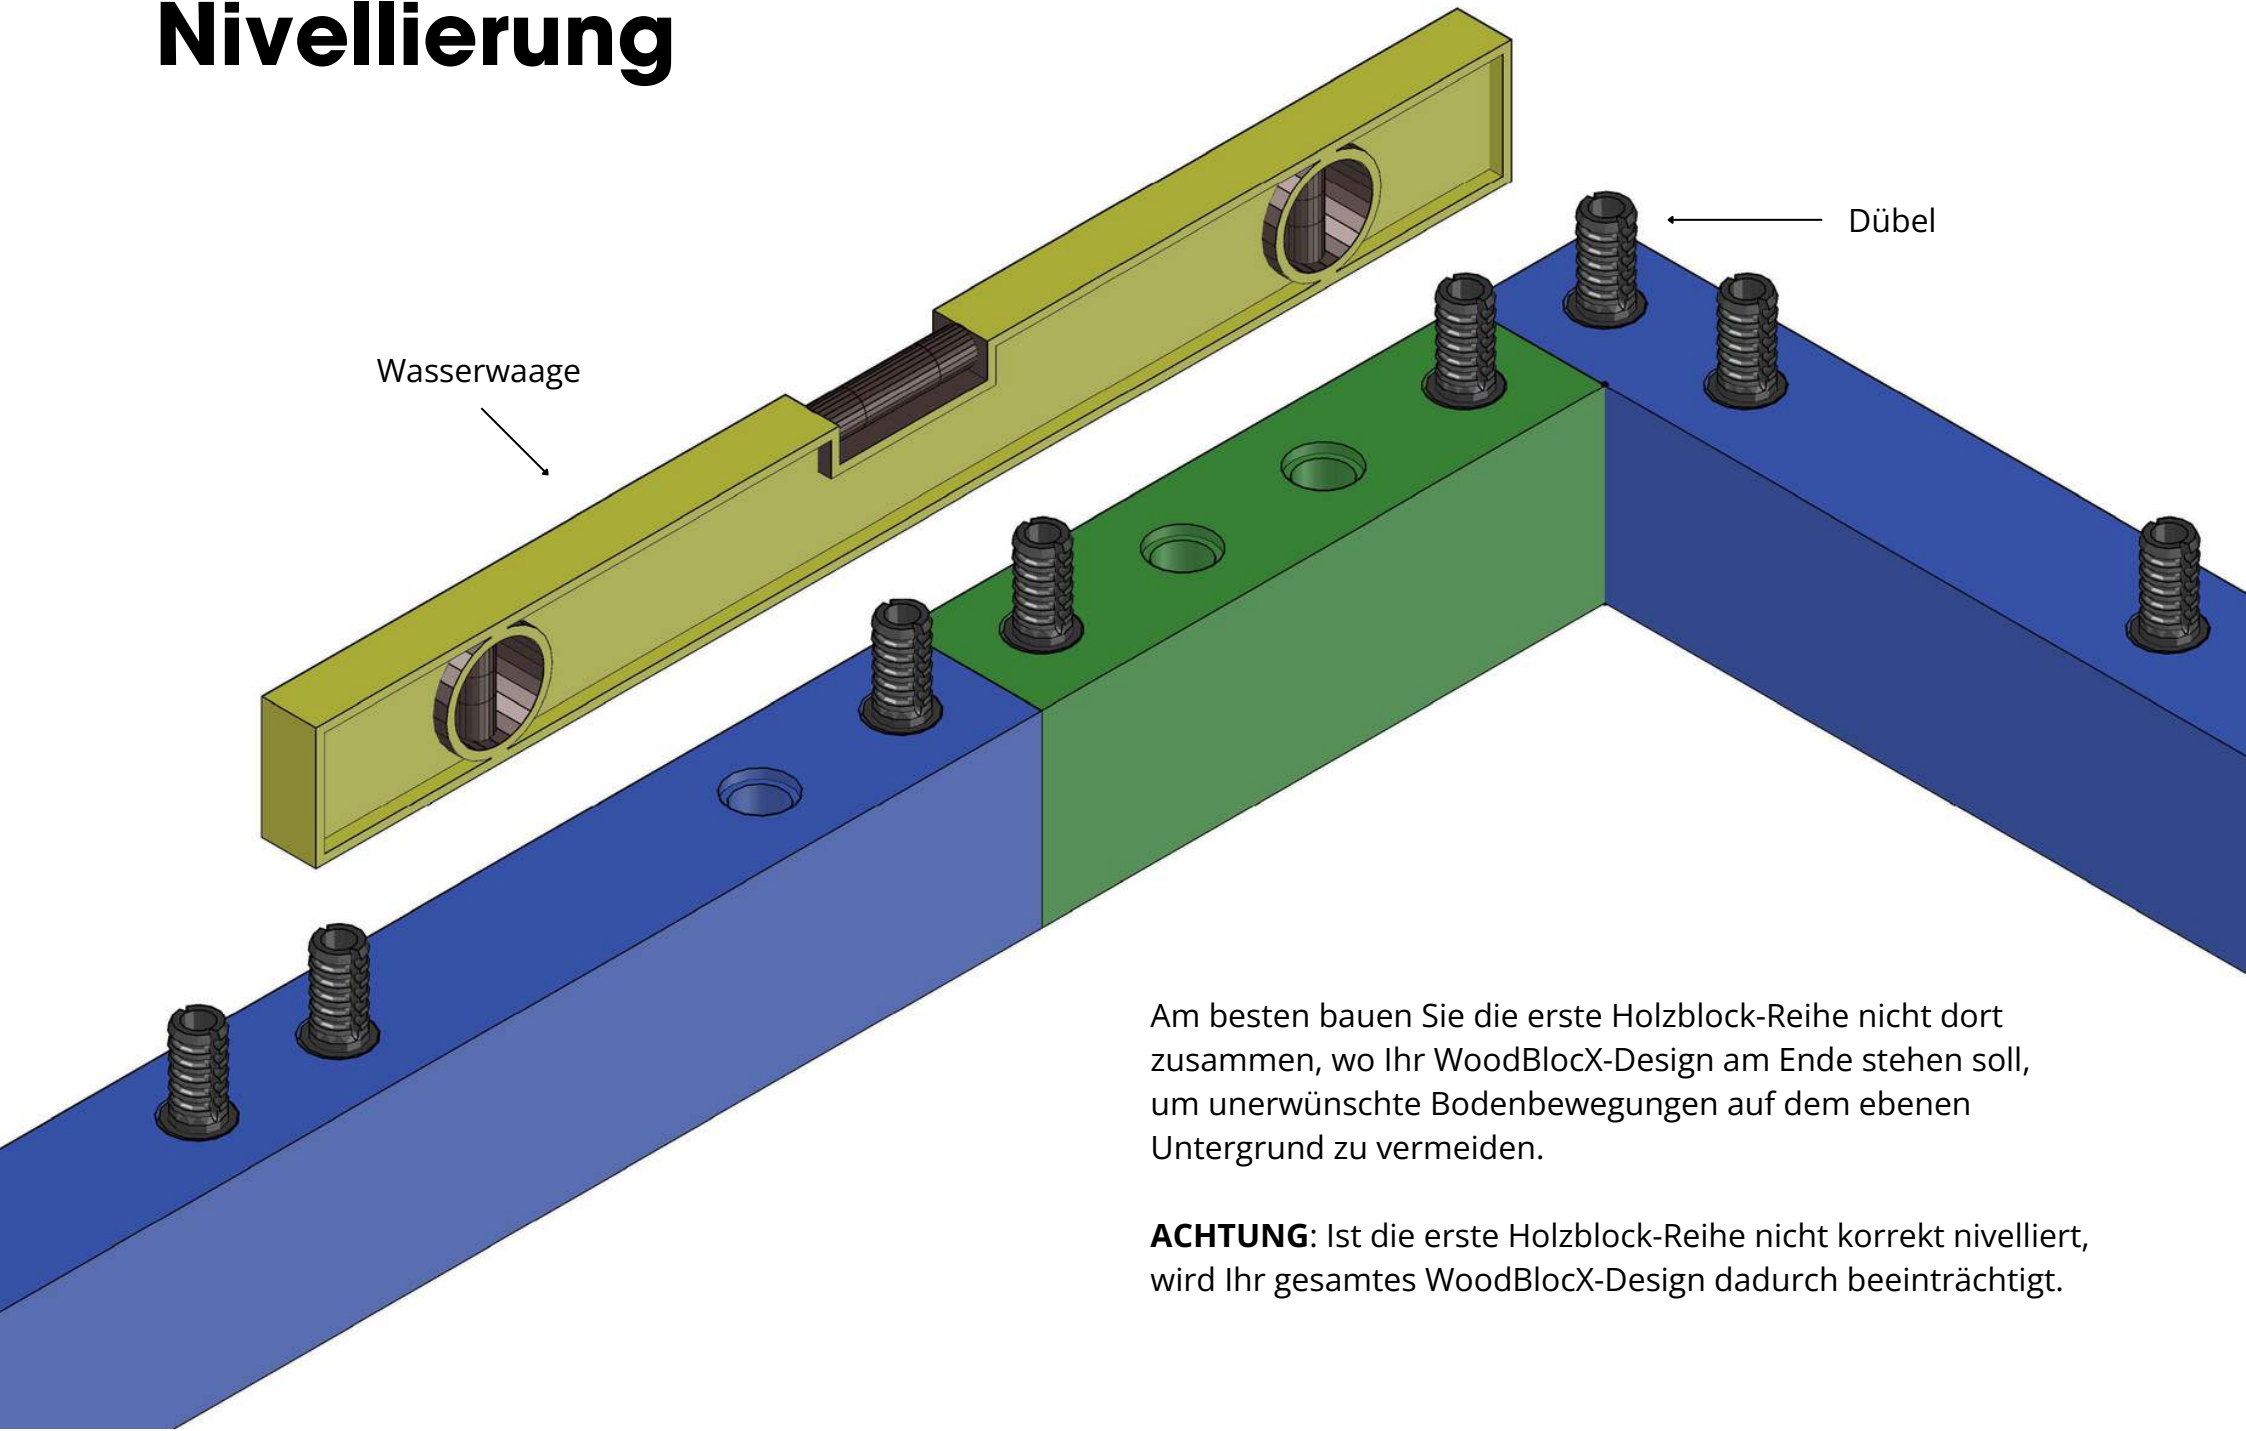 Nivellierung
Dübel
Wasserwaage
Am besten bauen Sie die erste Holzblock-Reihe nicht dort
zusammen, wo Ihr WoodBlocX-Design am Ende stehen soll,
um unerwünschte Bodenbewegungen auf dem ebenen
Untergrund zu vermeiden.
ACHTUNG: Ist die erste Holzblock-Reihe nicht korrekt nivelliert,
wird Ihr gesamtes WoodBlocX-Design dadurch beeinträchtigt.